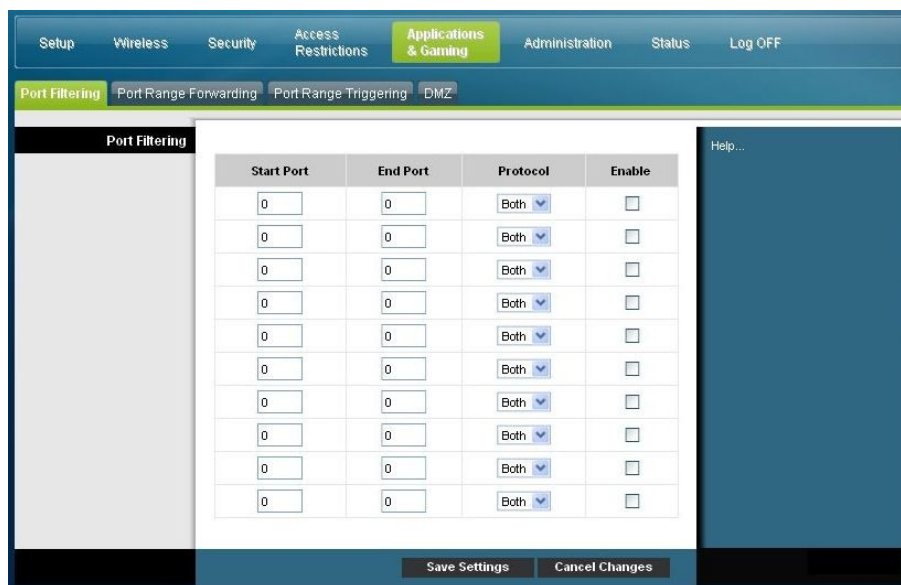 Setup Wireless Security Access Restrictions Applications & Gaming Administration Status Log OFF
Port Filtering Port Range Forwarding Port Range Triggering DMZ
Port Filtering
Help...
Start Port End Port Protocol Enable
0 0 Both
0 0 Both
0 0 Both
0 0 Both
0 0 Both
0 0 Both
0 0 Both
0 0 Both
0 0 Both
0 0 Both
Save Settings Cancel Changes